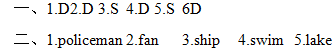 一、1.D2.D 3.S 4.D 5.S 6D
二、1.policeman 2.fan 3.ship 4.swim 5.lake